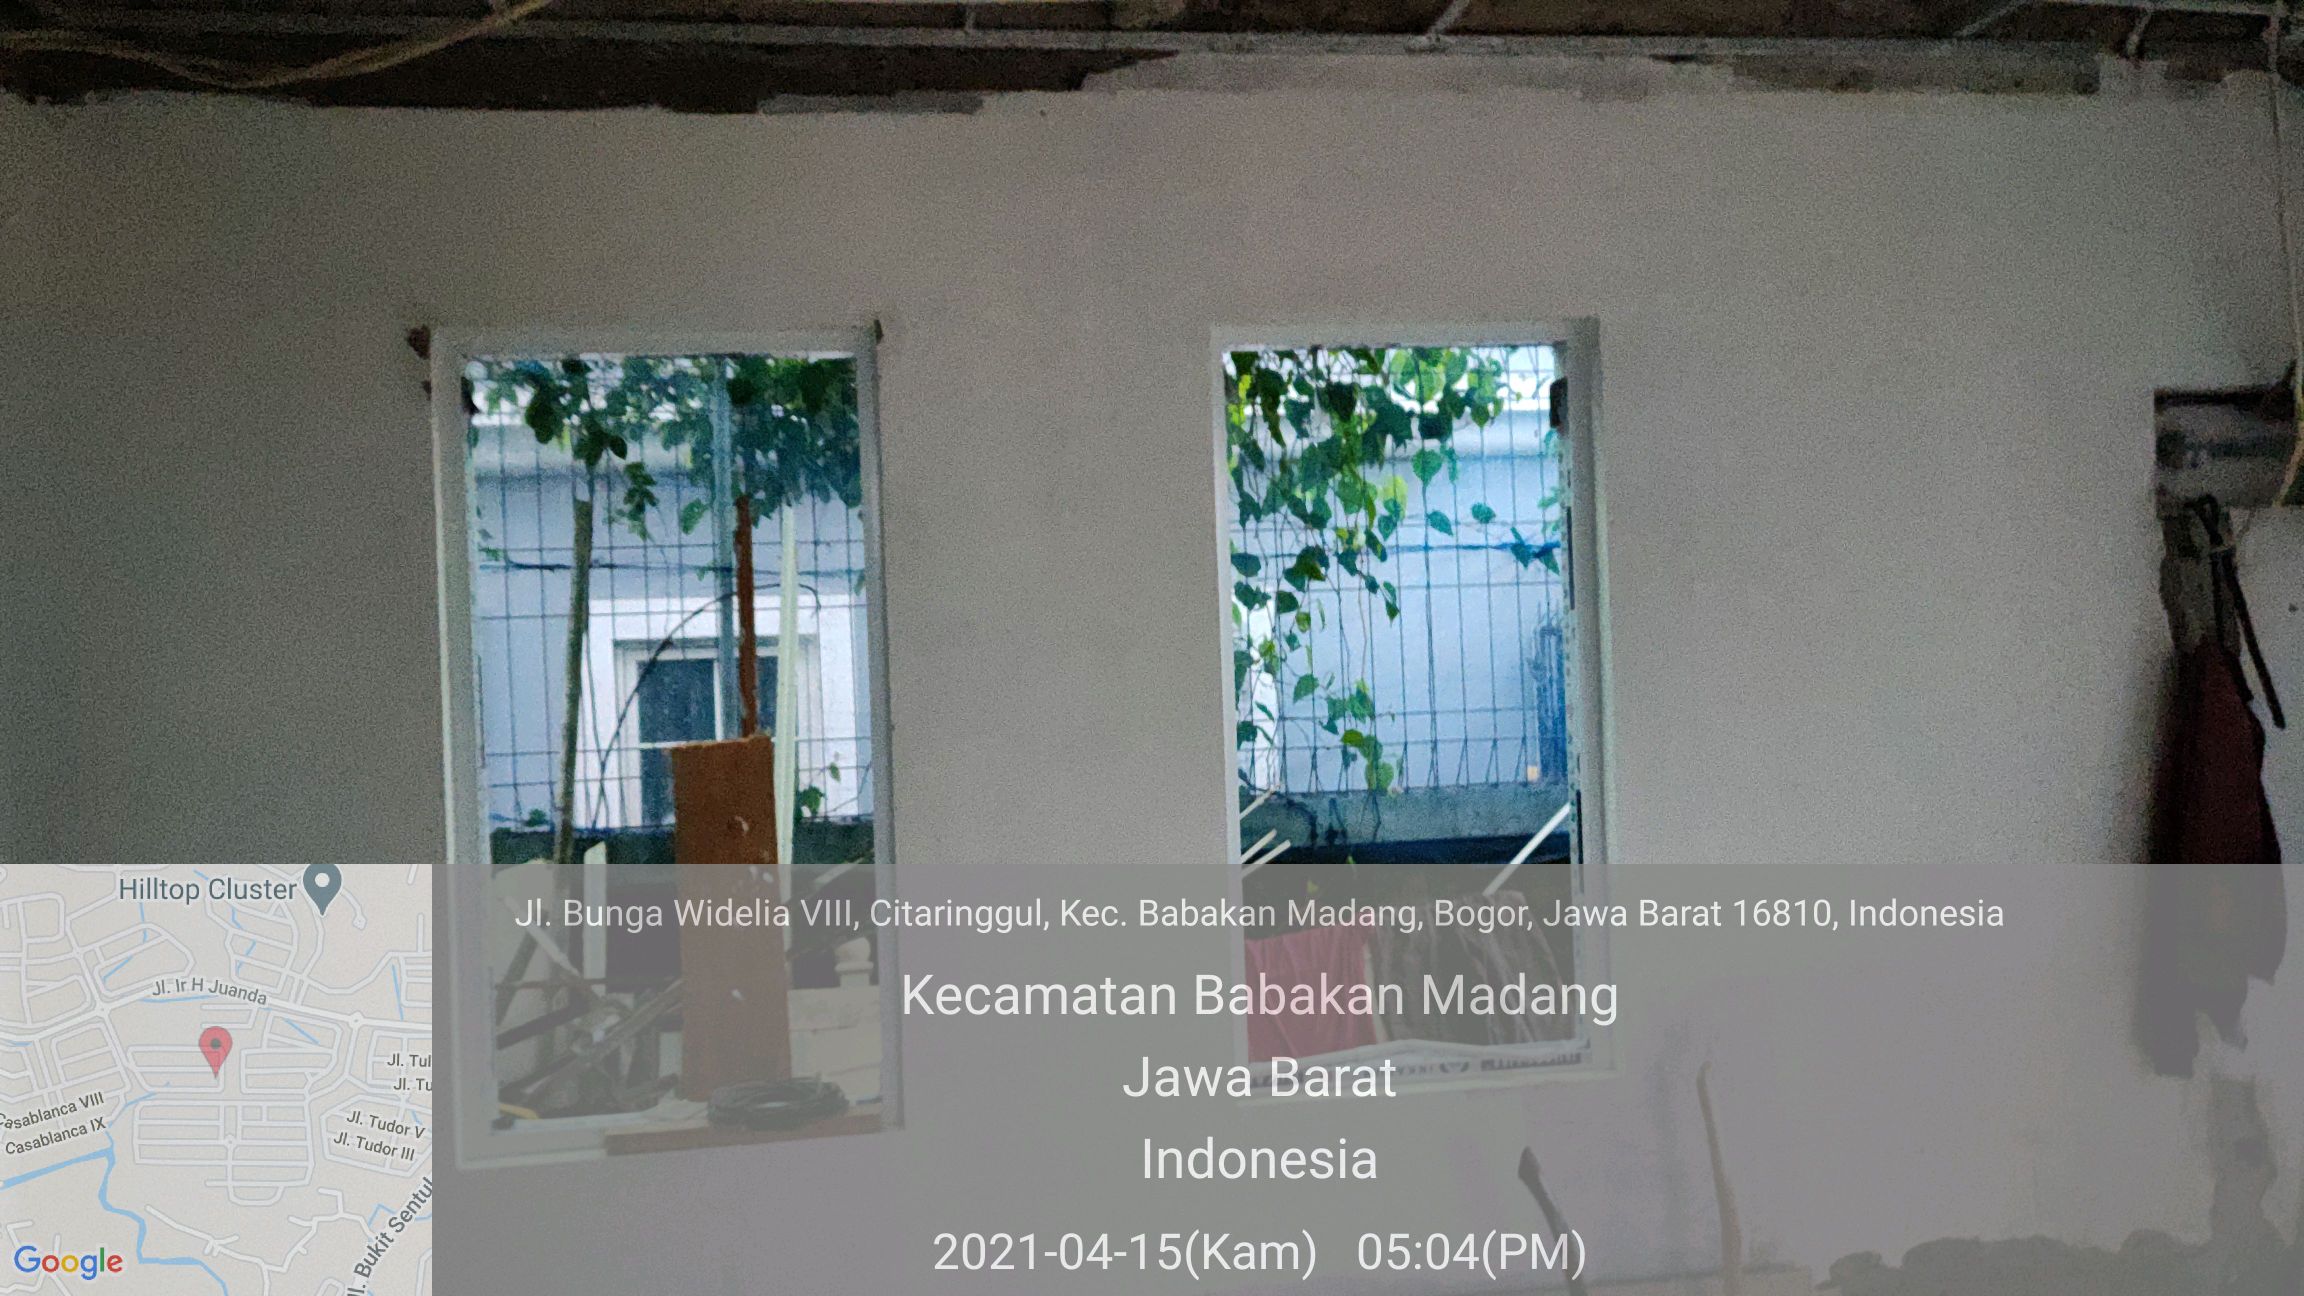 Jl. Bunga Widelia VIII, Citaringgul, Kec. Babakan Madang, Bogor, Jawa Barat 16810, Indonesia
Kecamatan Babakan Madang
Jawa Barat
Indonesia
2021-04-15(Kam) 05:04(PM)
Hilltop Cluster
Jl. Ir H Juanda
Jl. Tul
Jl. Tu
Casablanca VIII
Casablanca IX
Jl. Tudor V
Jl. Tudor III
Jl. Bukit Sentul
Google